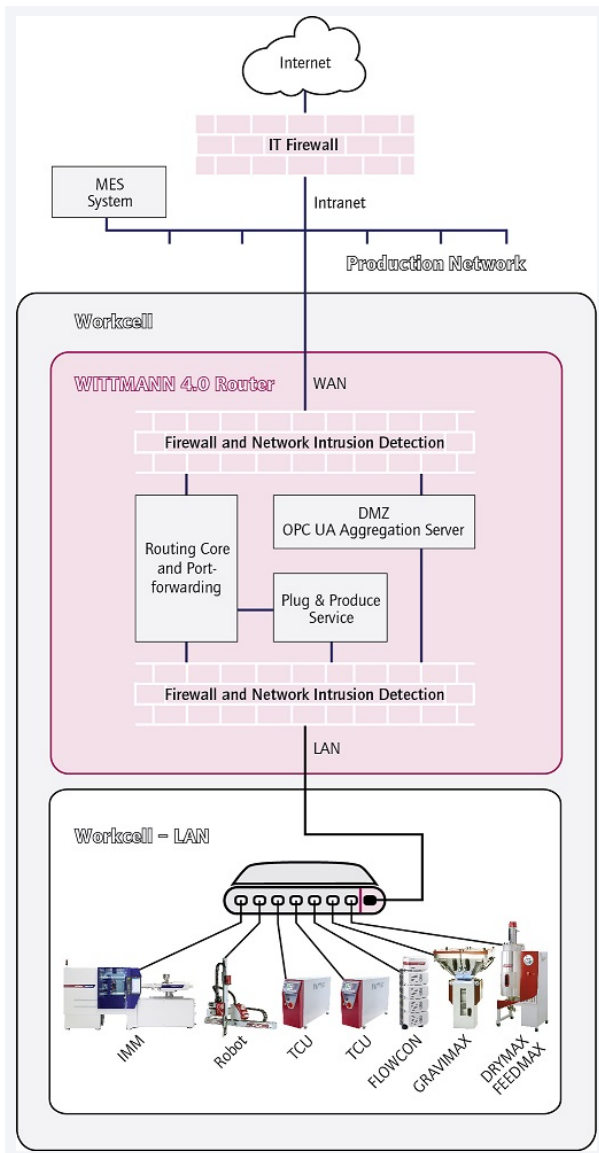 Internet
IT Firewall
MES
System
Intranet
Production Network
Workcell
WITTMANN 4.0 Router
WAN
Firewall and Network Intrusion Detection
Routing Core
and Port-
forwarding
DMZ
OPC UA Aggregation Server
Plug & Produce
Service
Firewall and Network Intrusion Detection
LAN
Workcell – LAN
IMM
Robot
TCU
TCU
FLOWCON
GRAVIMAX
DRYMAX
FEEDMAX